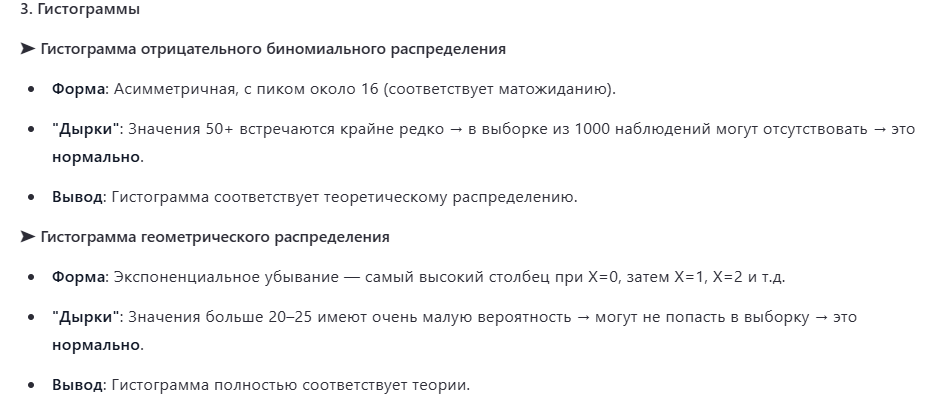 3. Гистограммы
➤ Гистограмма отрицательного биномиального распределения
• Форма: Асимметричная, с пиком около 16 (соответствует матожиданию).
• "Дырки": Значения 50+ встречаются крайне редко → в выборке из 1000 наблюдений могут отсутствовать → это
нормально.
• Вывод: Гистограмма соответствует теоретическому распределению.
➤ Гистограмма геометрического распределения
• Форма: Экспоненциальное убывание — самый высокий столбец при X=0, затем X=1, X=2 и т.д.
• "Дырки": Значения больше 20–25 имеют очень малую вероятность → могут не попасть в выборку → это
нормально.
• Вывод: Гистограмма полностью соответствует теории.